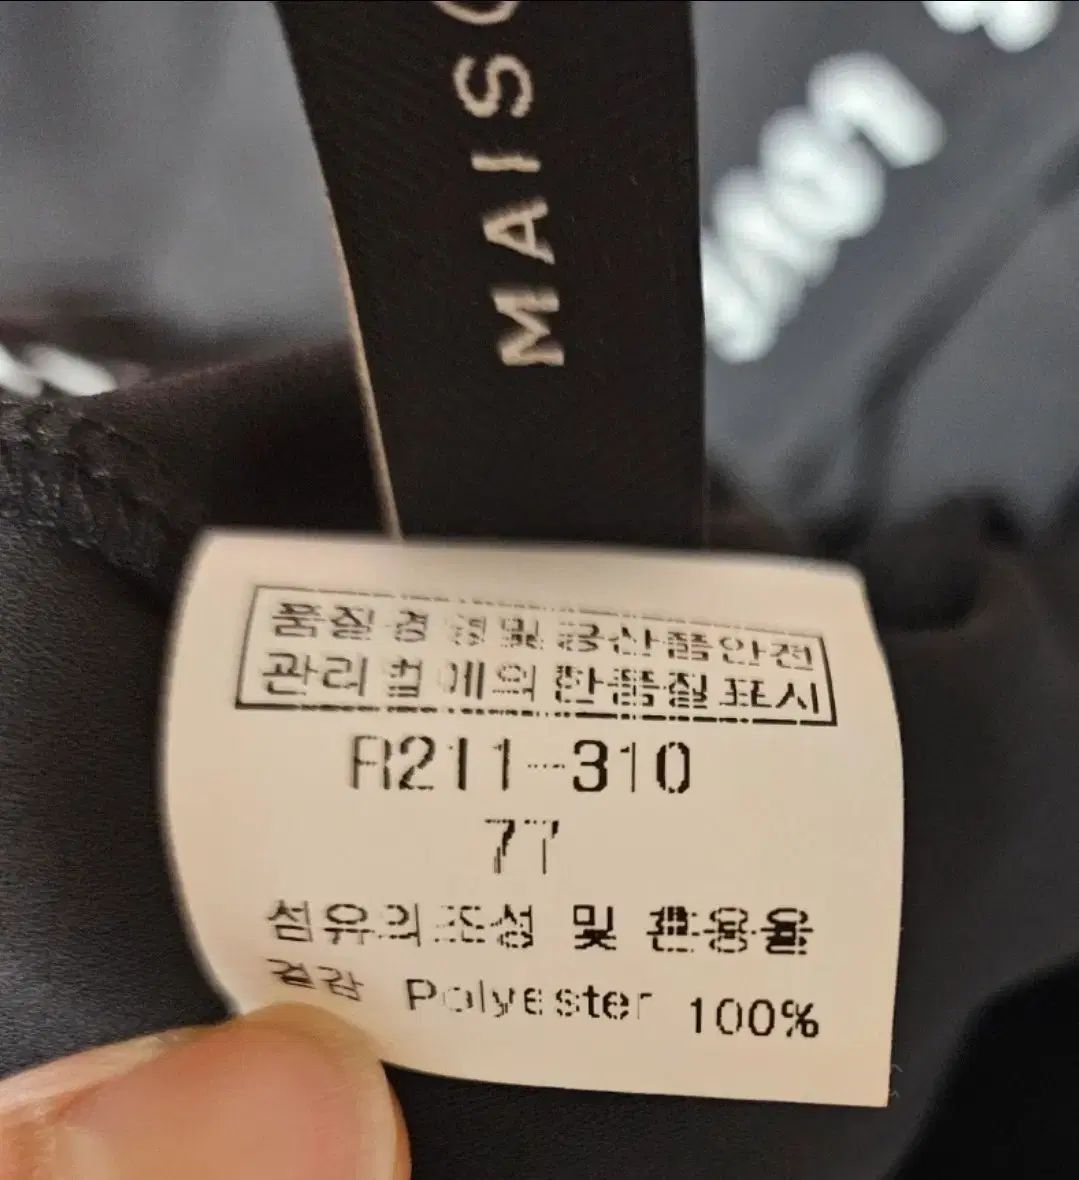 MAISO
품질경영및공산품안전
관리법에의한품질표시
R211-310
77
섬유의조성 및 혼용율
겉감 Polyester 100%